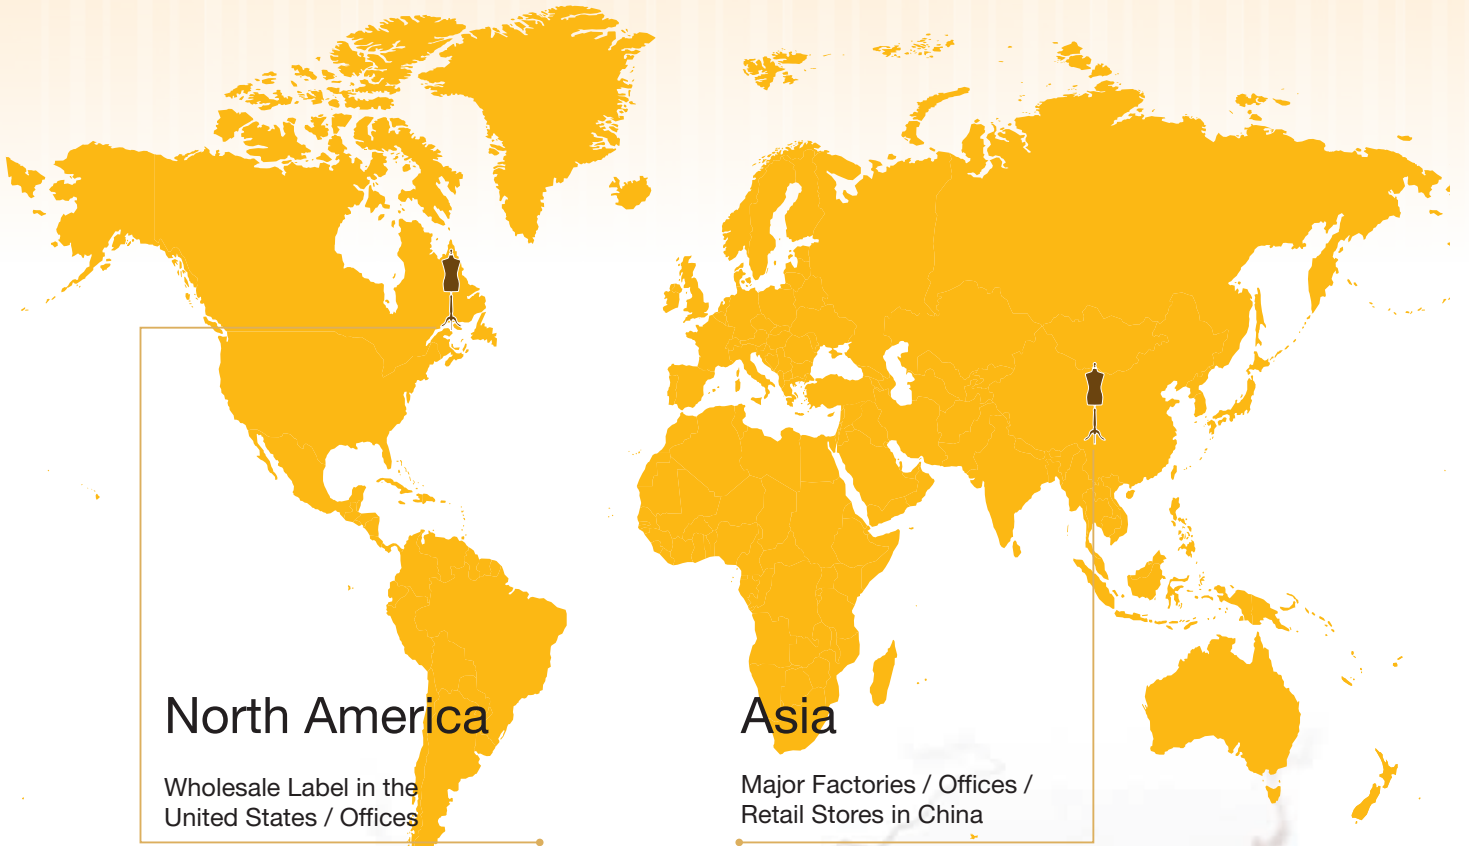 North America
Wholesale Label in the
United States / Offices
Asia
Major Factories / Offices /
Retail Stores in China